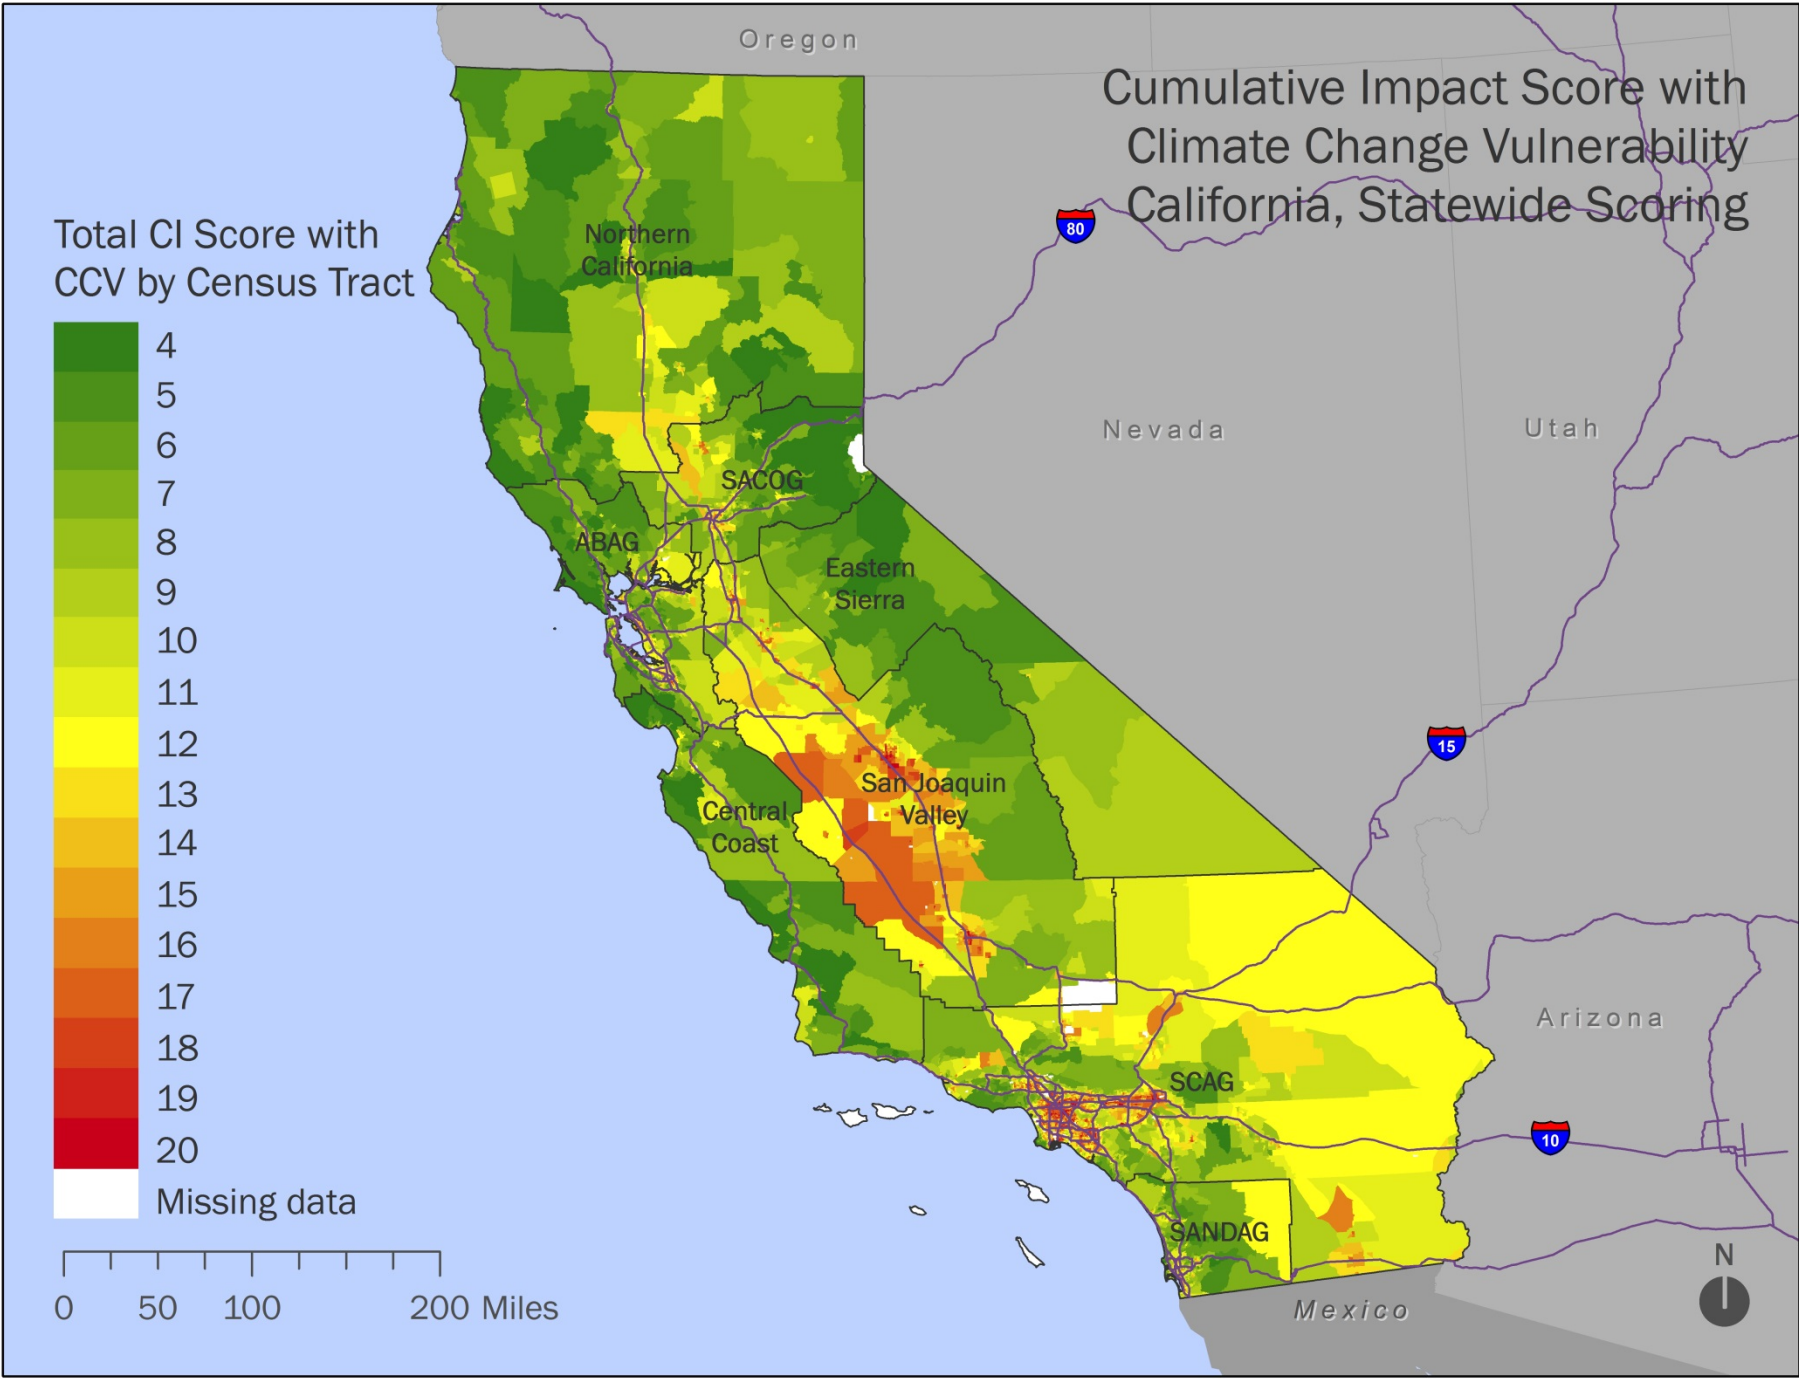 Oregon
Cumulative Impact Score with
Climate Change Vulnerability
California, Statewide Scoring
80
Total CI Score with
CCV by Census Tract
4
5
6
7
8
9
10
11
12
13
14
15
16
17
18
19
20
Missing data
0 50 100 200 Miles
Northern
California
Nevada
Utah
SACOG
ABAG
Eastern
Sierra
15
San Joaquin
Valley
Central
Coast
Arizona
SCAG
10
SANDAG
Mexico
N